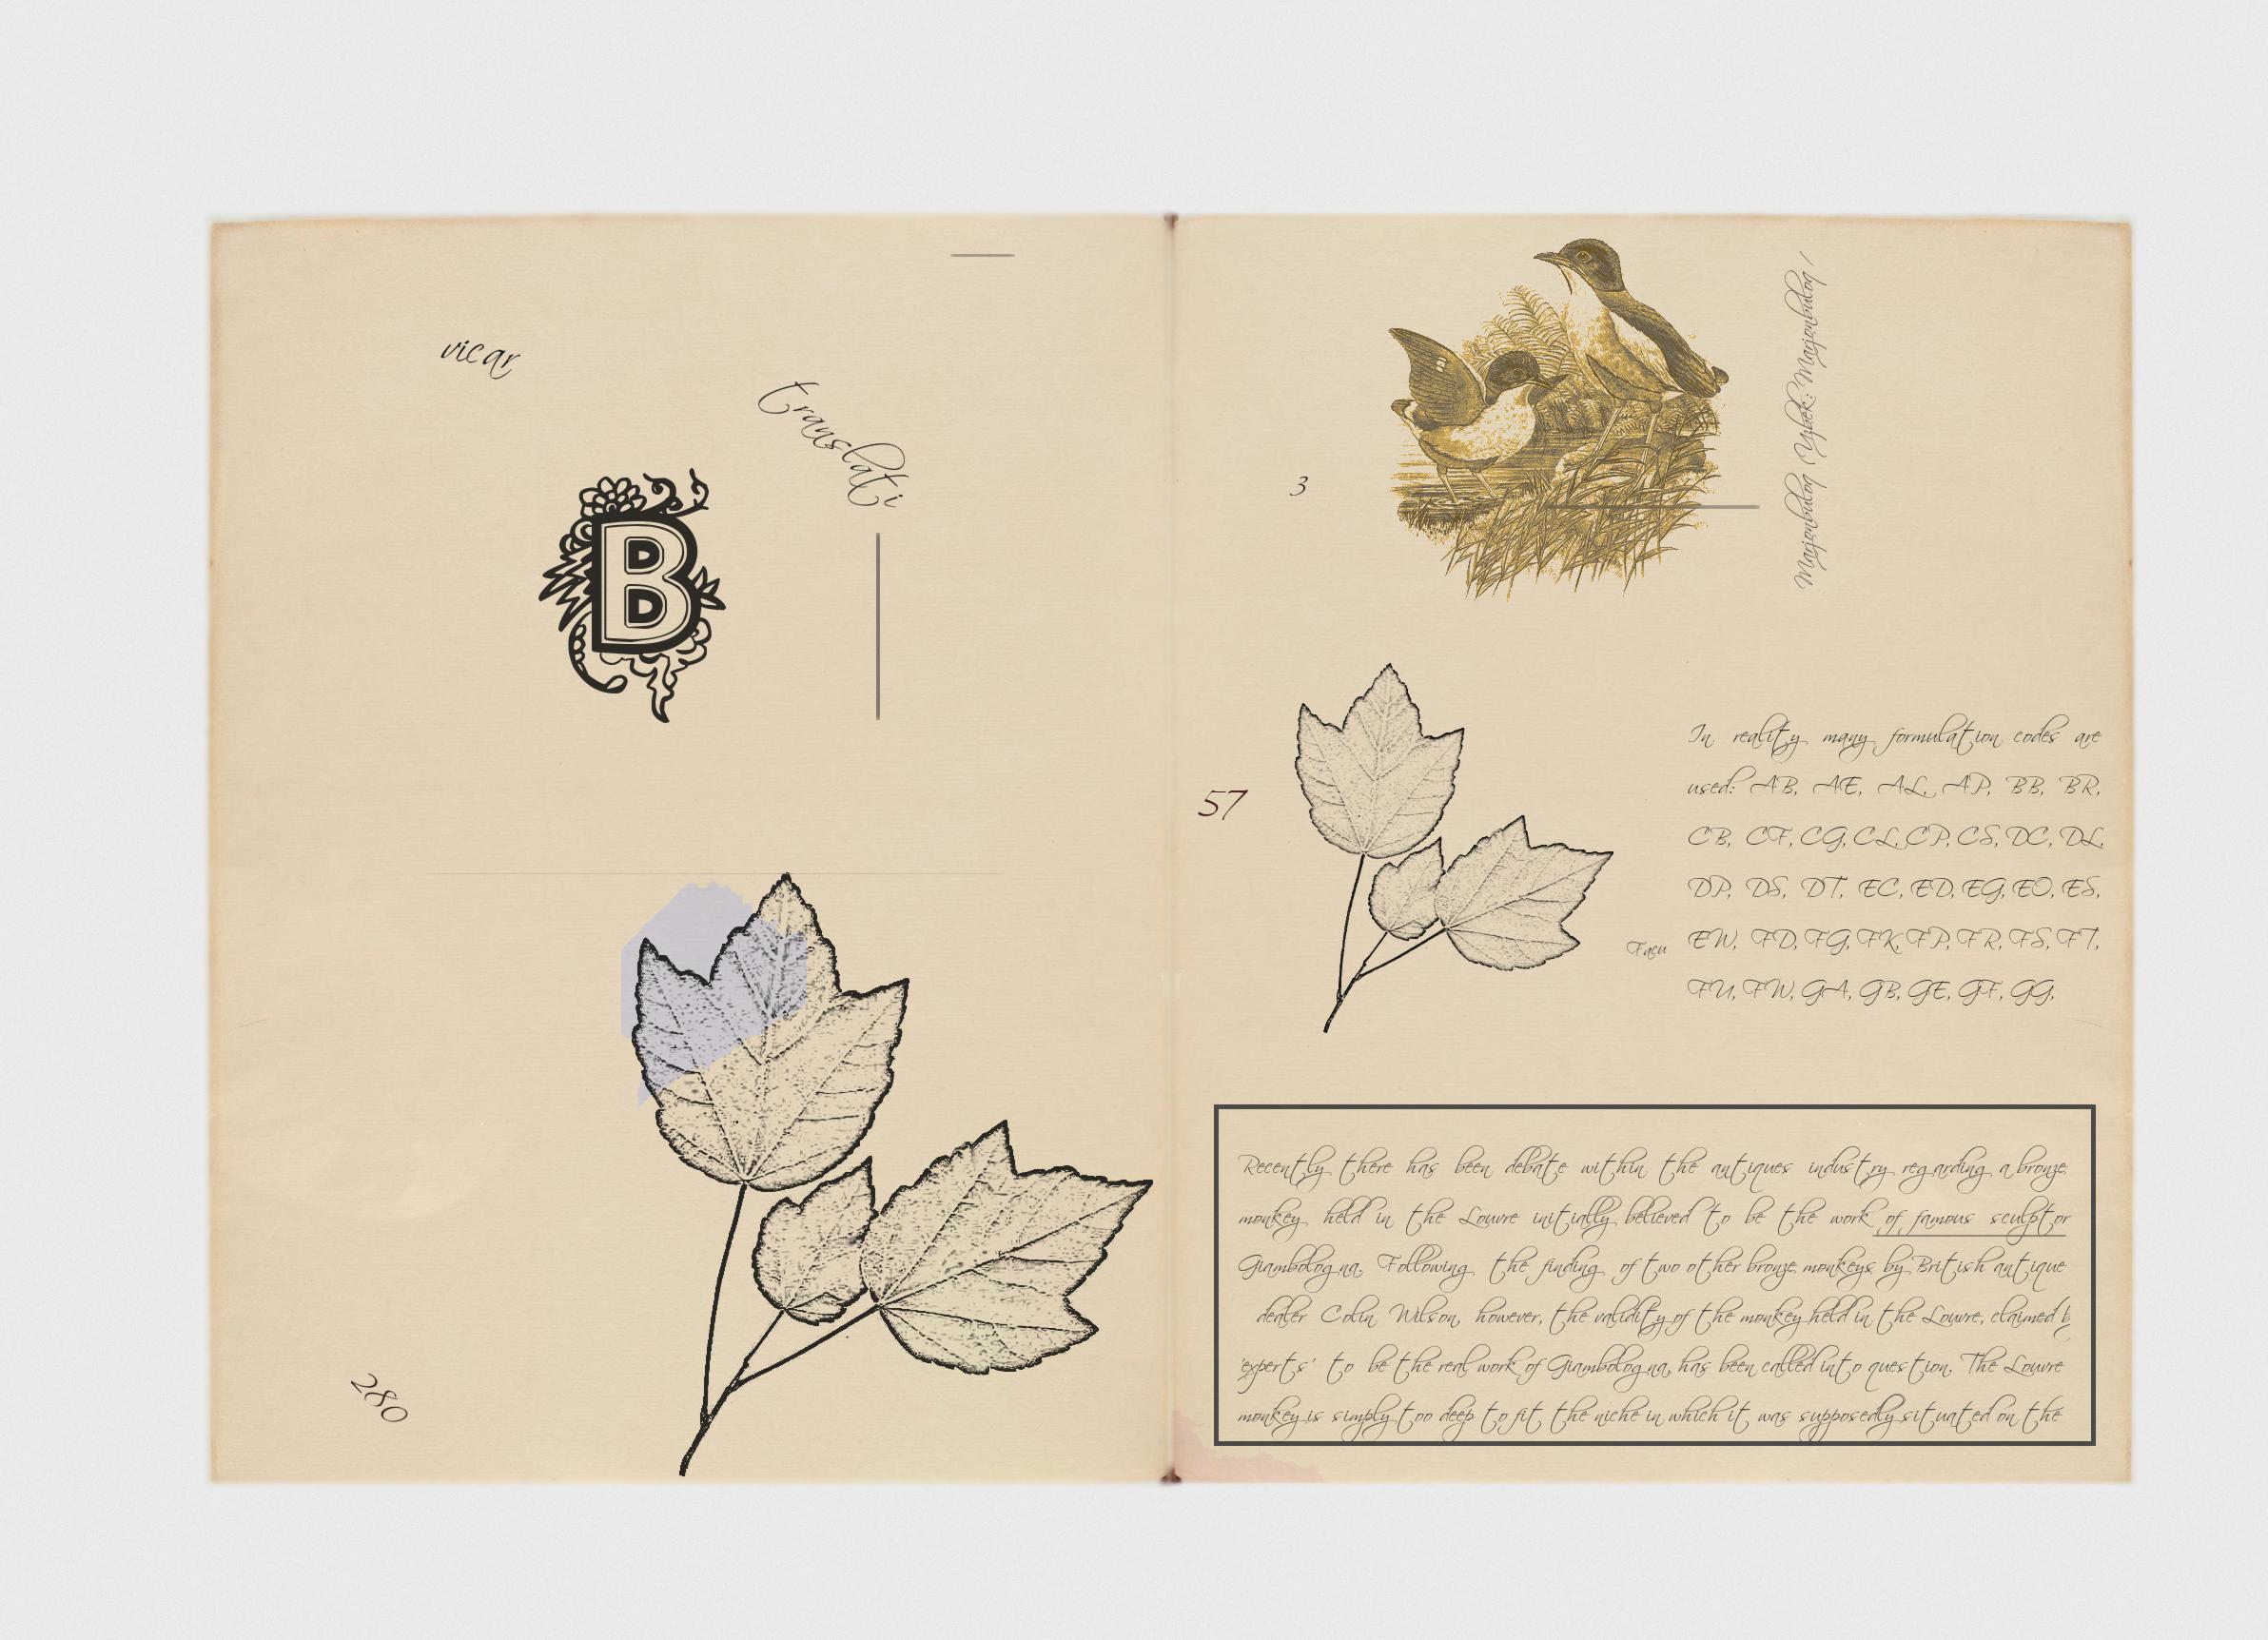 vicar
translati
B
280
3
Marjonbuloq (Uzbek: Marjonbuloq /
57
In reality many formulation codes are
used: AB, AE, AL, AP, BB, BR,
CB, CF, CG, CL, CP, CS, DC, DL,
DP, DS, DT, EC, ED, EG, EO, ES,
EW, FD, FG, FK, FP, FR, FS, FT,
FU, FW, GA, GB, GE, GF, GG,
Recently there has been debate within the antiques industry regarding a bronze
monkey held in the Louvre initially believed to be the work of famous sculptor
Giambologna. Following the finding of two other bronze monkeys by British antique
dealer Colin Wilson, however, the validity of the monkey held in the Louvre, claimed b
'experts' to be the real work of Giambologna, has been called into question. The Louvre
monkey is simply too deep to fit the niche in which it was supposedly situated on the